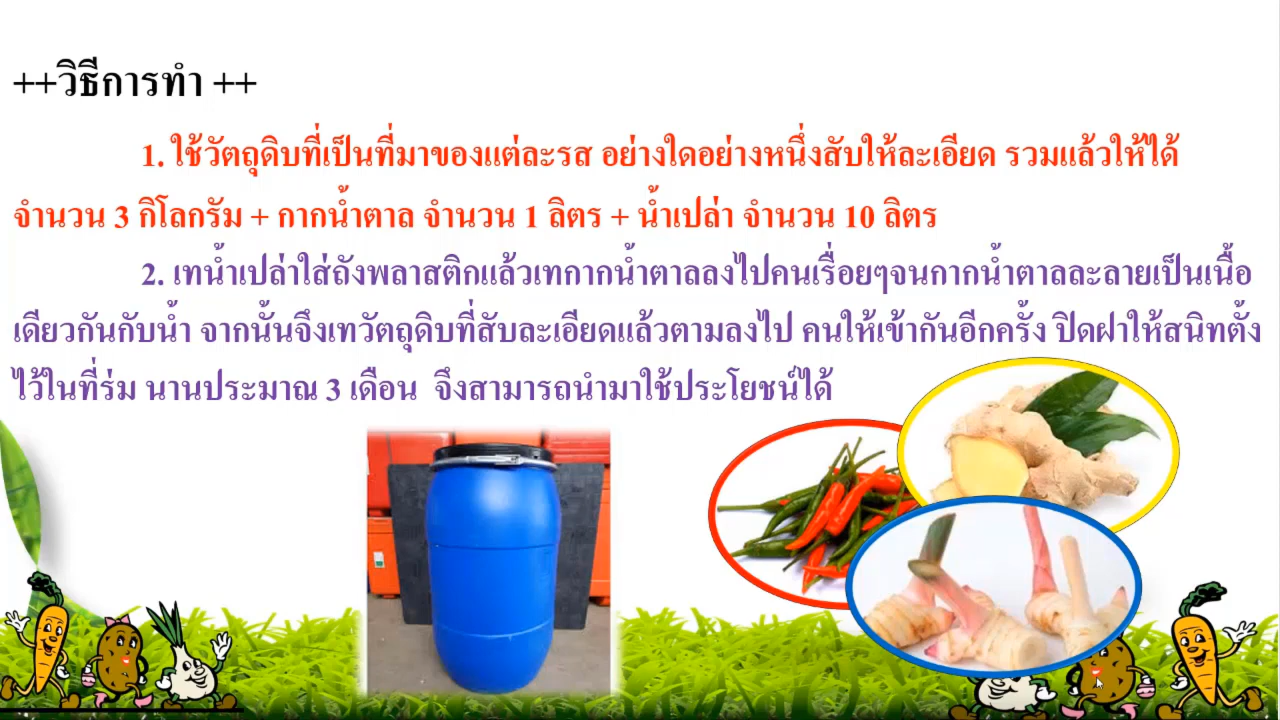 ++วิธีการทำ ++
1. ใช้วัตถุดิบที่เป็นที่มาของแต่ละรส อย่างใดอย่างหนึ่งสับให้ละเอียด รวมแล้วให้ได้
จำนวน 3 กิโลกรัม + กากน้ำตาล จำนวน 1 ลิตร + น้ำเปล่า จำนวน 10 ลิตร
2. เทน้ำเปล่าใส่ถังพลาสติกแล้วเทกากน้ำตาลลงไปคนเรื่อยๆจนกากน้ำตาลละลายเป็นเนื้อ
เดียวกันกับน้ำ จากนั้นจึงเทวัตถุดิบที่สับละเอียดแล้วตามลงไป คนให้เข้ากันอีกครั้ง ปิดฝาให้สนิทตั้ง
ไว้ในที่ร่ม นานประมาณ 3 เดือน จึงสามารถนำมาใช้ประโยชน์ได้